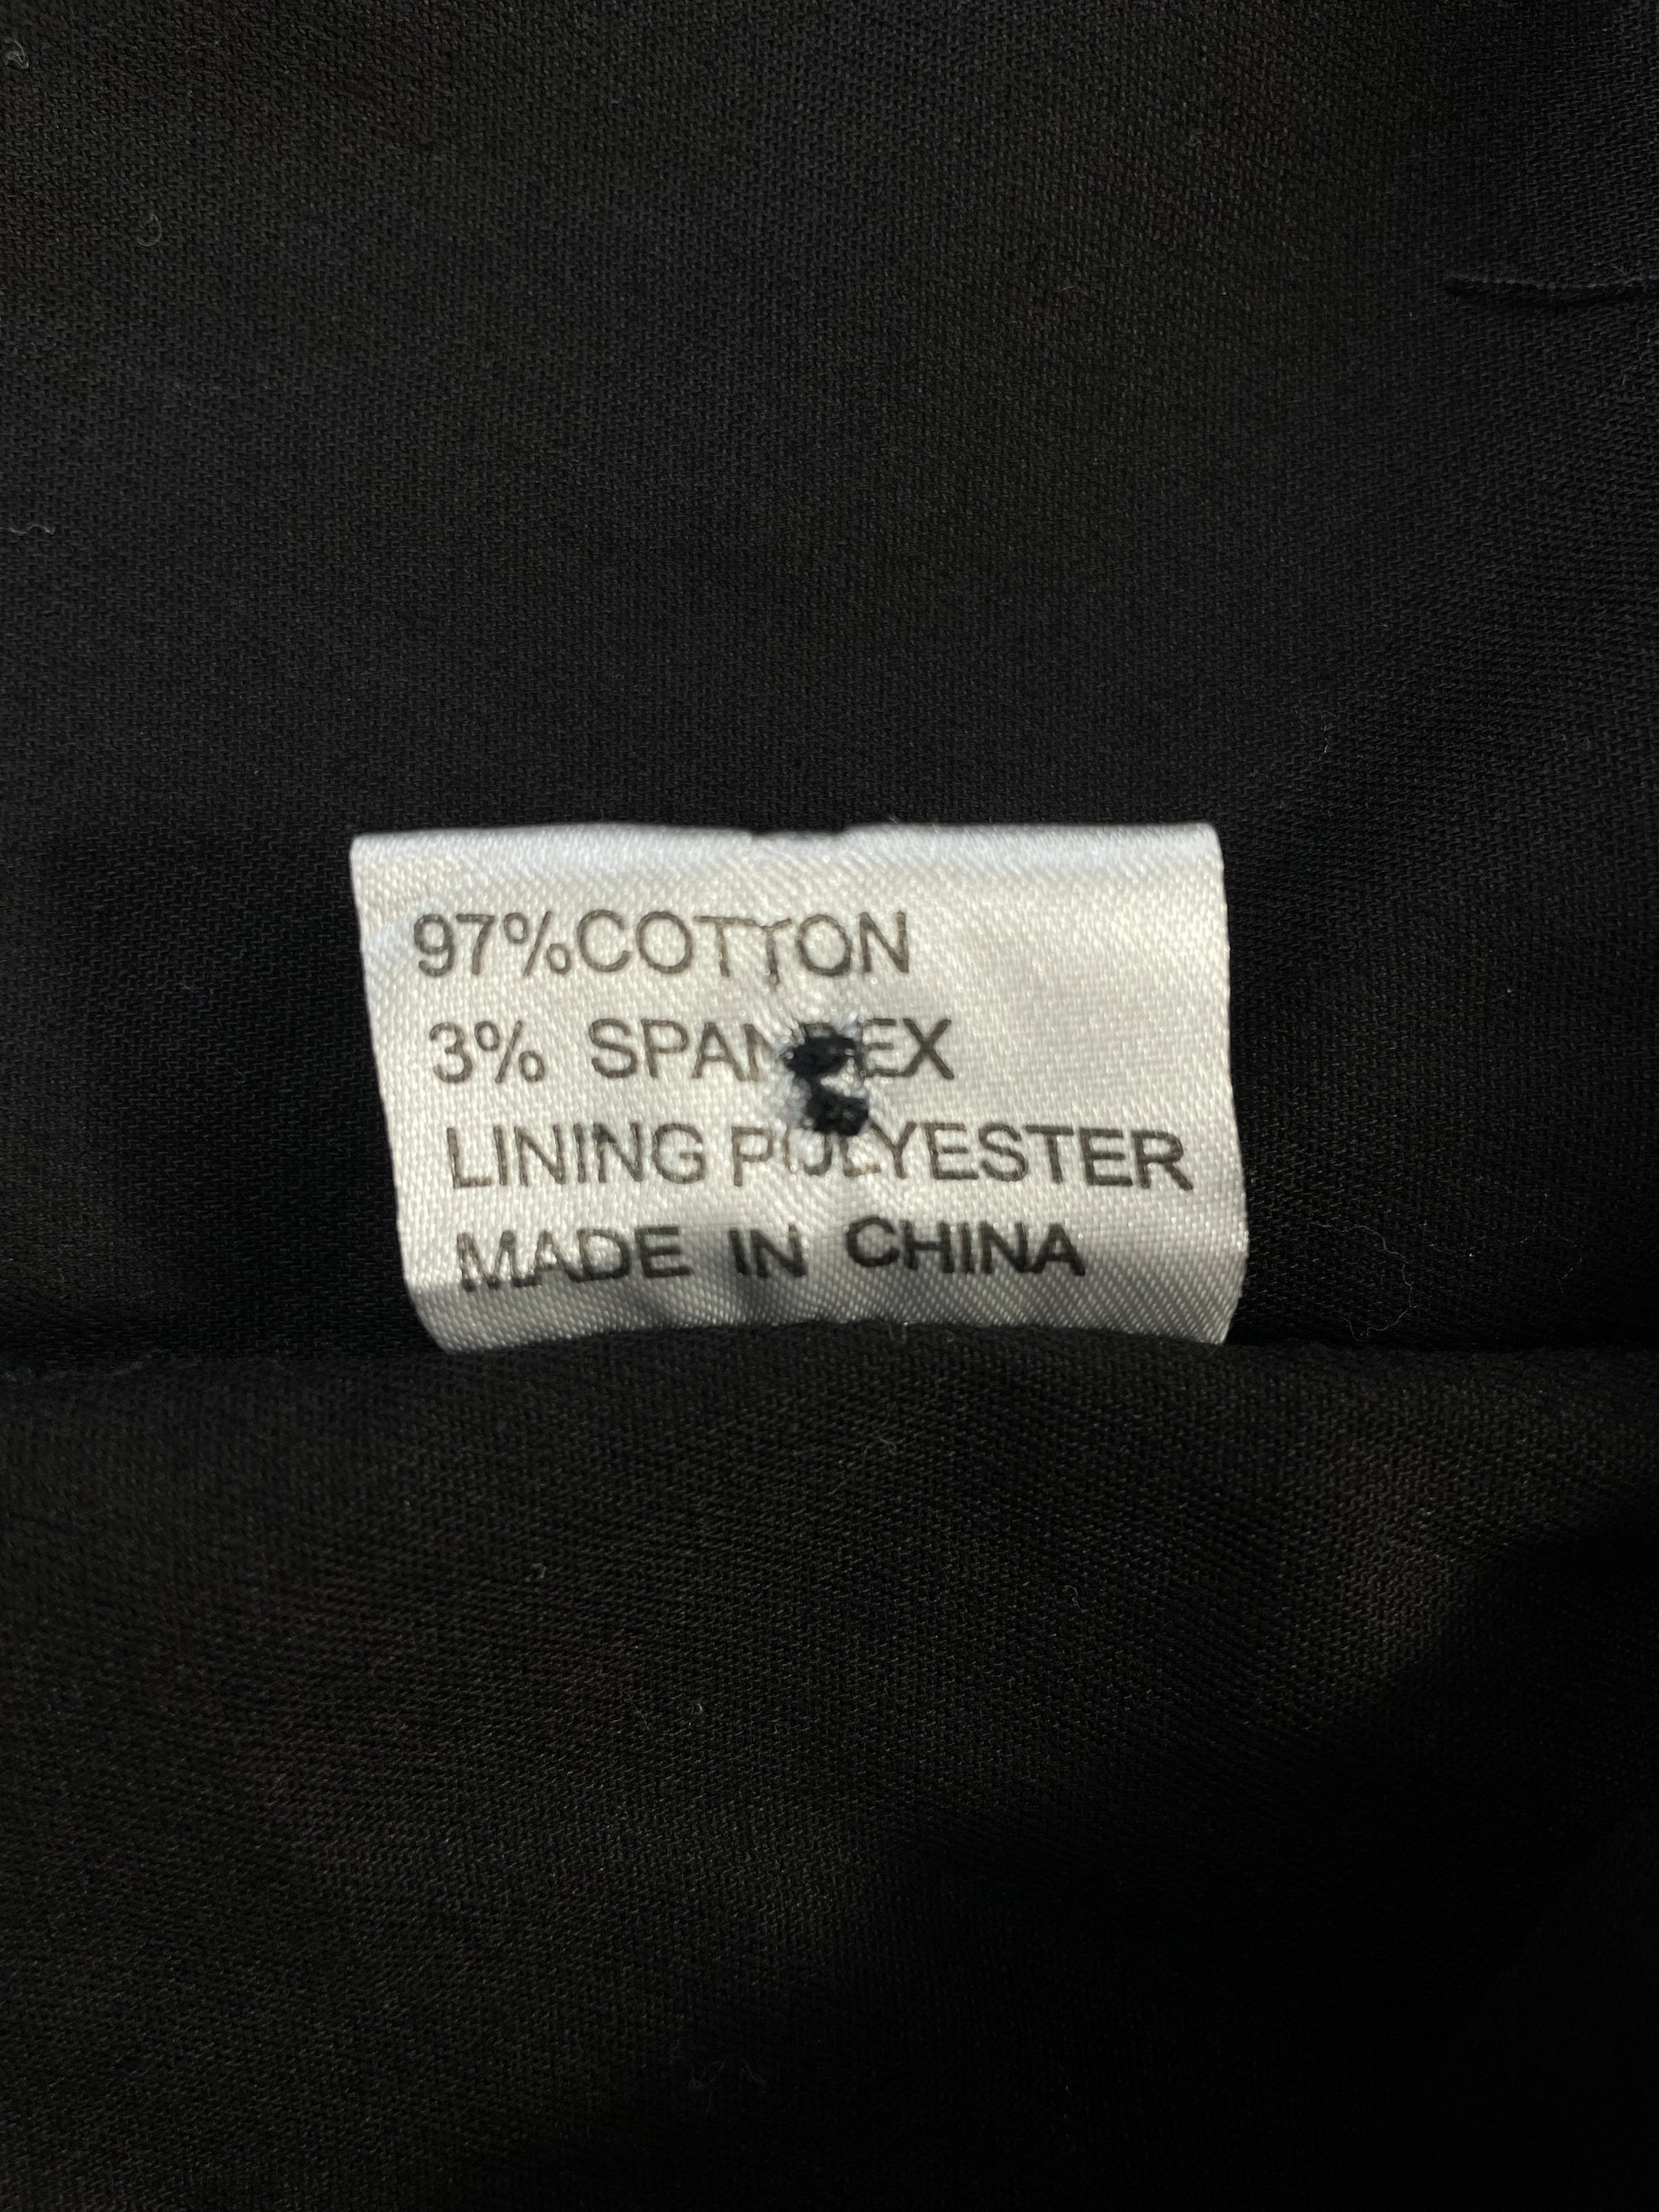 97%COTTON
3% SPANDEX
LINING POLYESTER
MADE IN CHINA